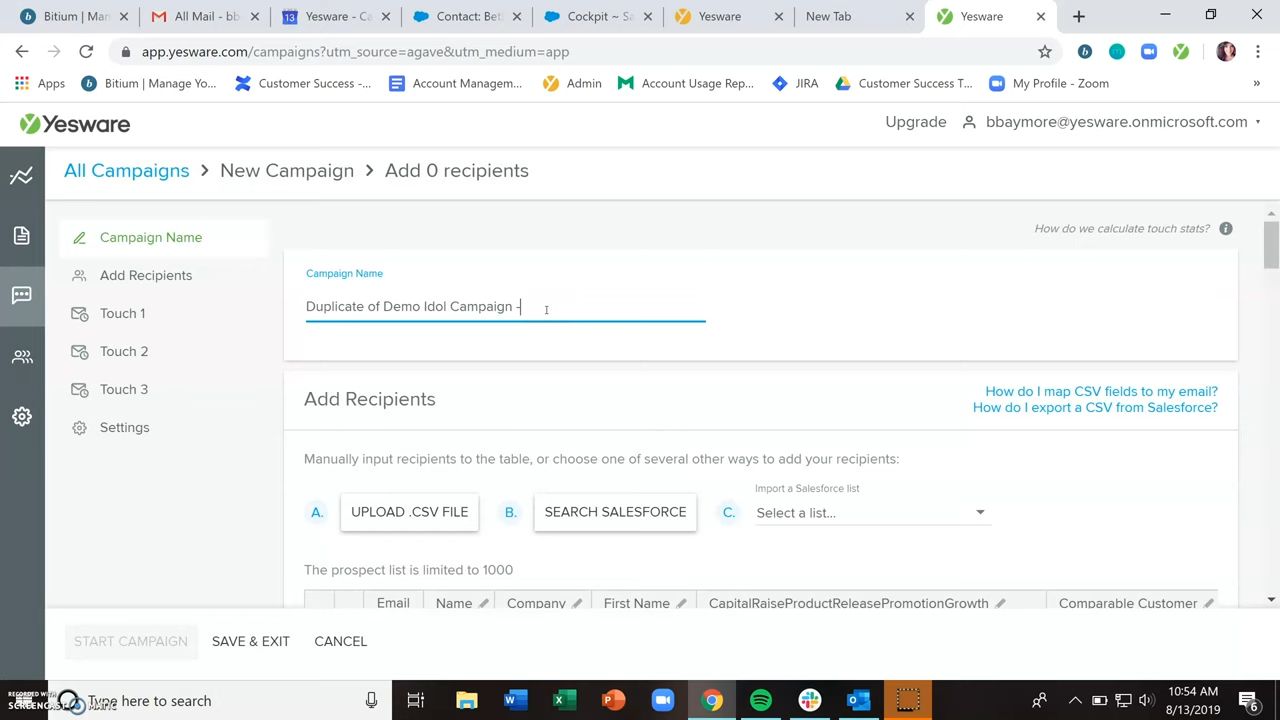 Bitium | Man
All Mail - bb
13
Yesware - Ca
Contact: Bet
Cockpit ~ Sa
Yesware
New Tab
Yesware
app.yesware.com/campaigns?utm_source=agave&utm_medium=app
Apps
Bitium | Manage Yo...
Customer Success -...
Account Managem...
Admin
Account Usage Rep...
JIRA
Customer Success T...
My Profile - Zoom
»
Yesware
Upgrade
bbaymore@yesware.onmicrosoft.com
All Campaigns > New Campaign > Add 0 recipients
How do we calculate touch stats?
Campaign Name
Add Recipients
Touch 1
Touch 2
Touch 3
Settings
Campaign Name
Duplicate of Demo Idol Campaign -
Add Recipients
How do I map CSV fields to my email?
How do I export a CSV from Salesforce?
Manually input recipients to the table, or choose one of several other ways to add your recipients:
A.
UPLOAD .CSV FILE
B.
SEARCH SALESFORCE
C.
Import a Salesforce list
Select a list...
The prospect list is limited to 1000
Email
Name
Company
First Name
CapitalRaiseProductReleasePromotionGrowth
Comparable Customer
START CAMPAIGN
SAVE & EXIT
CANCEL
RECORDED WITH
Type here to search
10:54 AM
8/13/2019
6